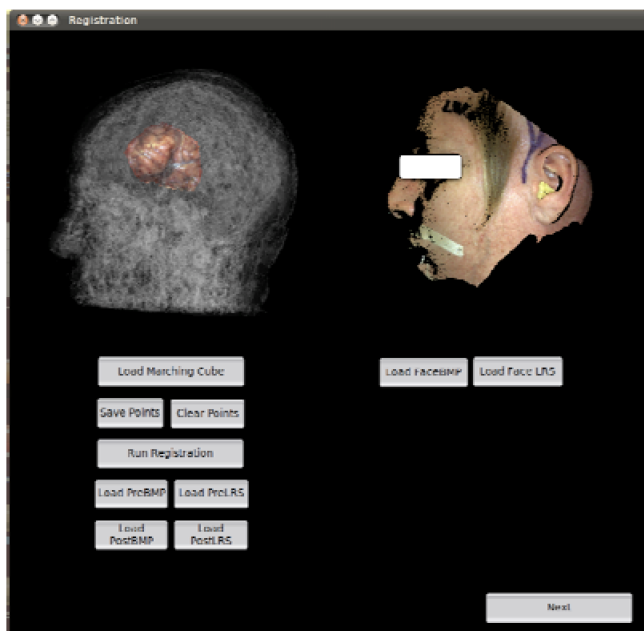 Registration
Load Marching Cube
Load FaceBMP
Load Face LRS
Save Points
Clear Points
Run Registration
Load PreBMP
Load PreLRS
Load
PostBMP
Load
PostLRS
Next